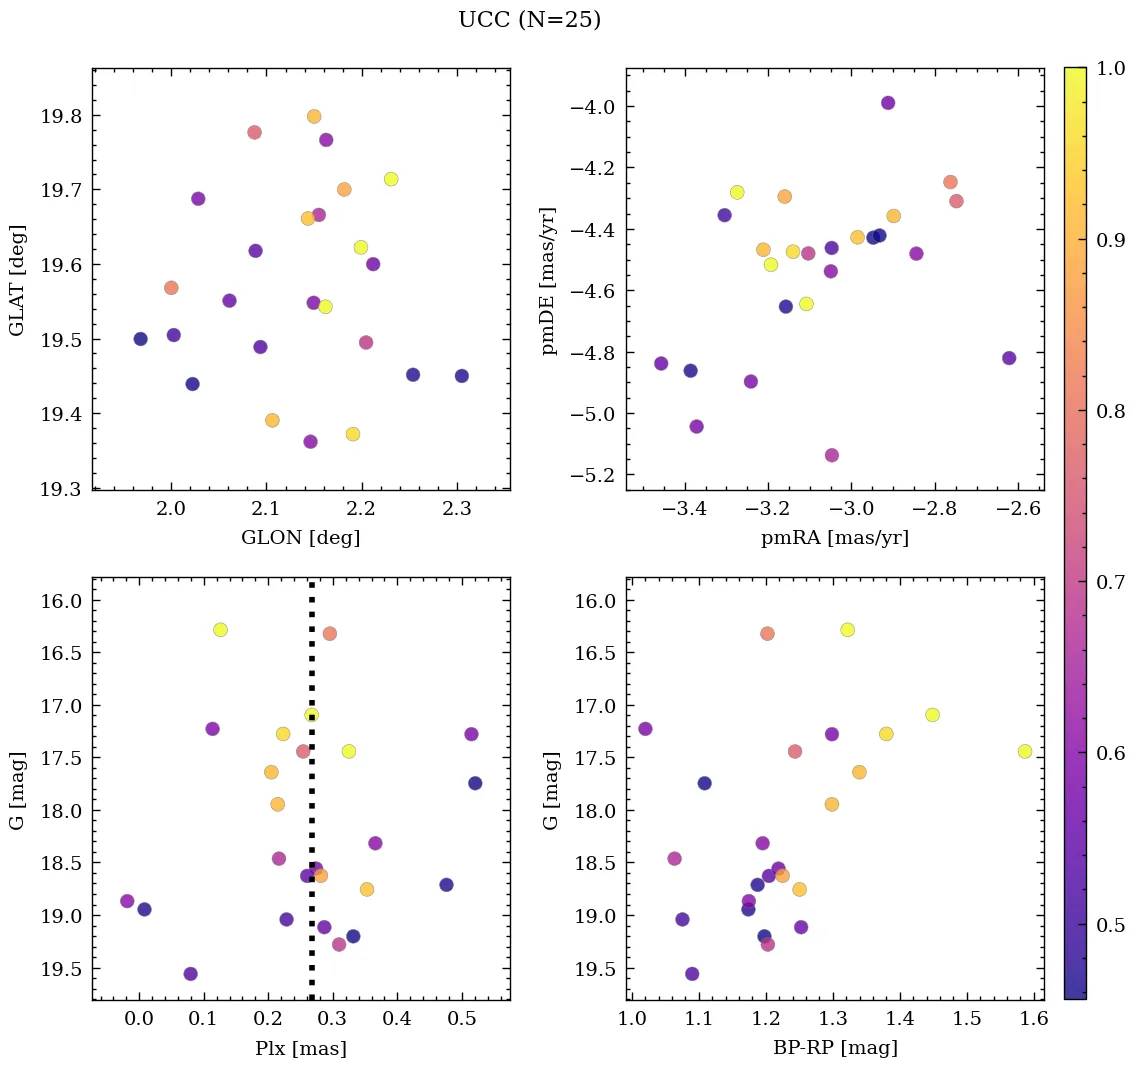 UCC (N=25)
19.8
19.7
19.6
19.5
19.4
19.3
GLAT [deg]
2.0 2.1 2.2 2.3
GLON [deg]
−4.0
−4.2
−4.4
−4.6
−4.8
−5.0
−5.2
pmDE [mas/yr]
−3.4 −3.2 −3.0 −2.8 −2.6
pmRA [mas/yr]
16.0
16.5
17.0
17.5
18.0
18.5
19.0
19.5
G [mag]
0.0 0.1 0.2 0.3 0.4 0.5
Plx [mas]
16.0
16.5
17.0
17.5
18.0
18.5
19.0
19.5
G [mag]
1.0 1.1 1.2 1.3 1.4 1.5 1.6
BP-RP [mag]
1.0
0.9
0.8
0.7
0.6
0.5